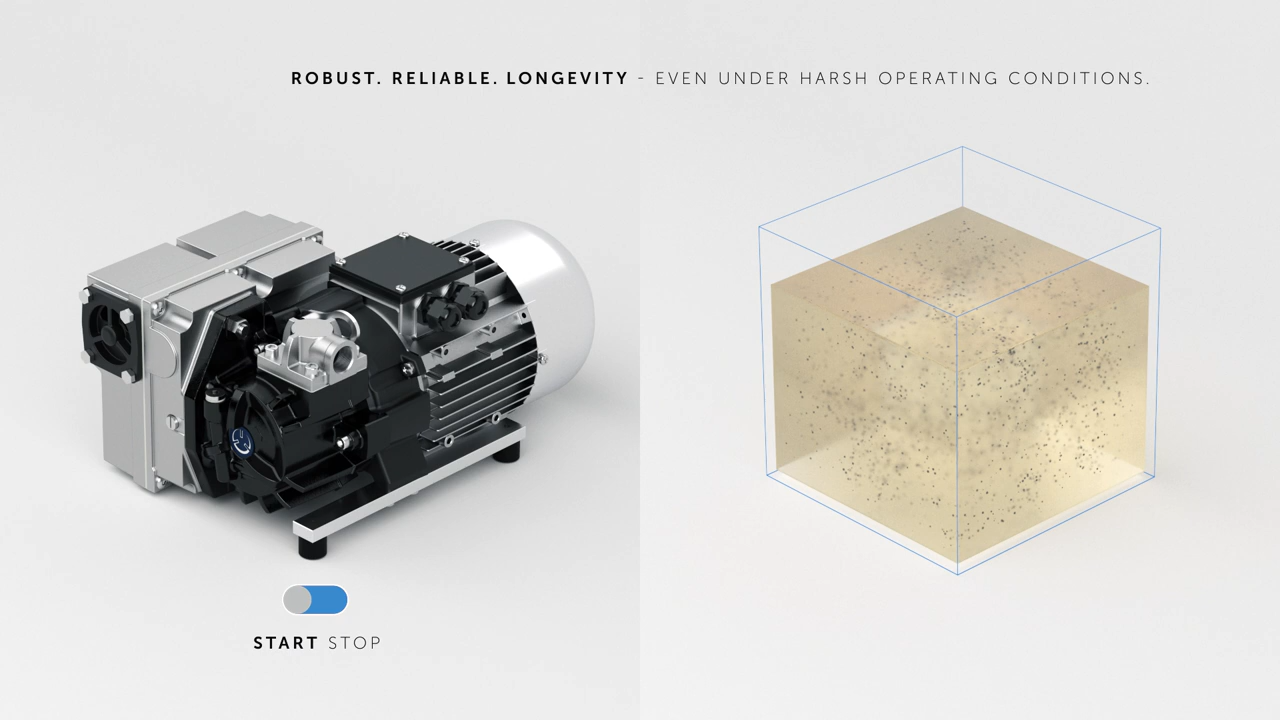 ROBUST. RELIABLE. LONGEVITY - EVEN UNDER HARSH OPERATING CONDITIONS.
START STOP